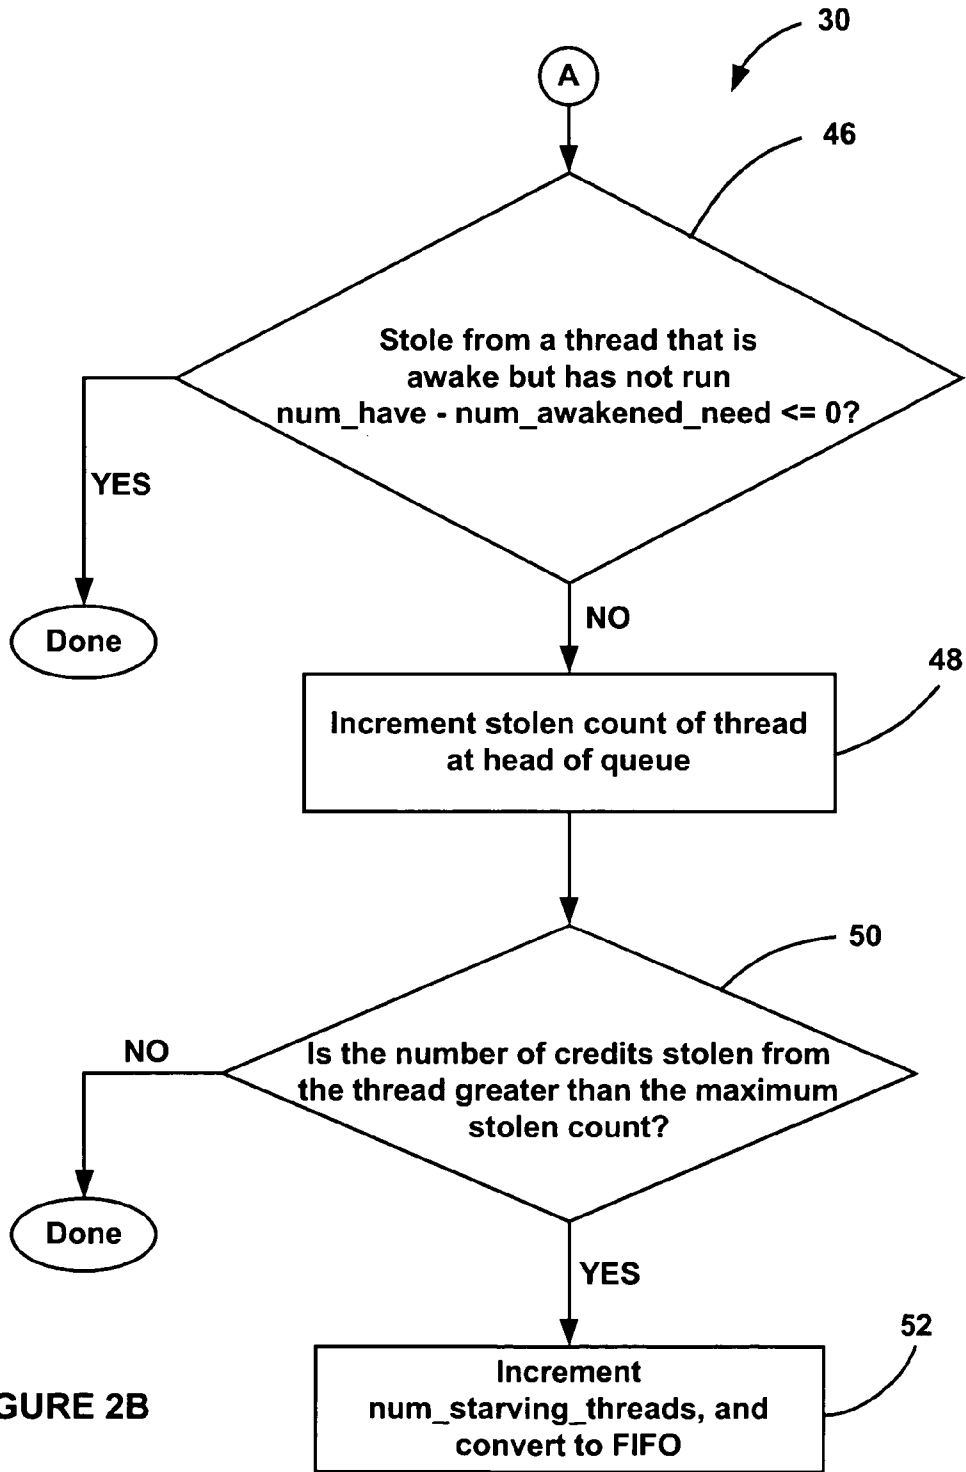 30
A
46
Stole from a thread that is
awake but has not run
num_have - num_awakened_need <= 0?
YES
Done
NO
48
Increment stolen count of thread
at head of queue
50
NO
Is the number of credits stolen from
the thread greater than the maximum
stolen count?
Done
YES
52
Increment
num_starving_threads, and
convert to FIFO
GURE 2B